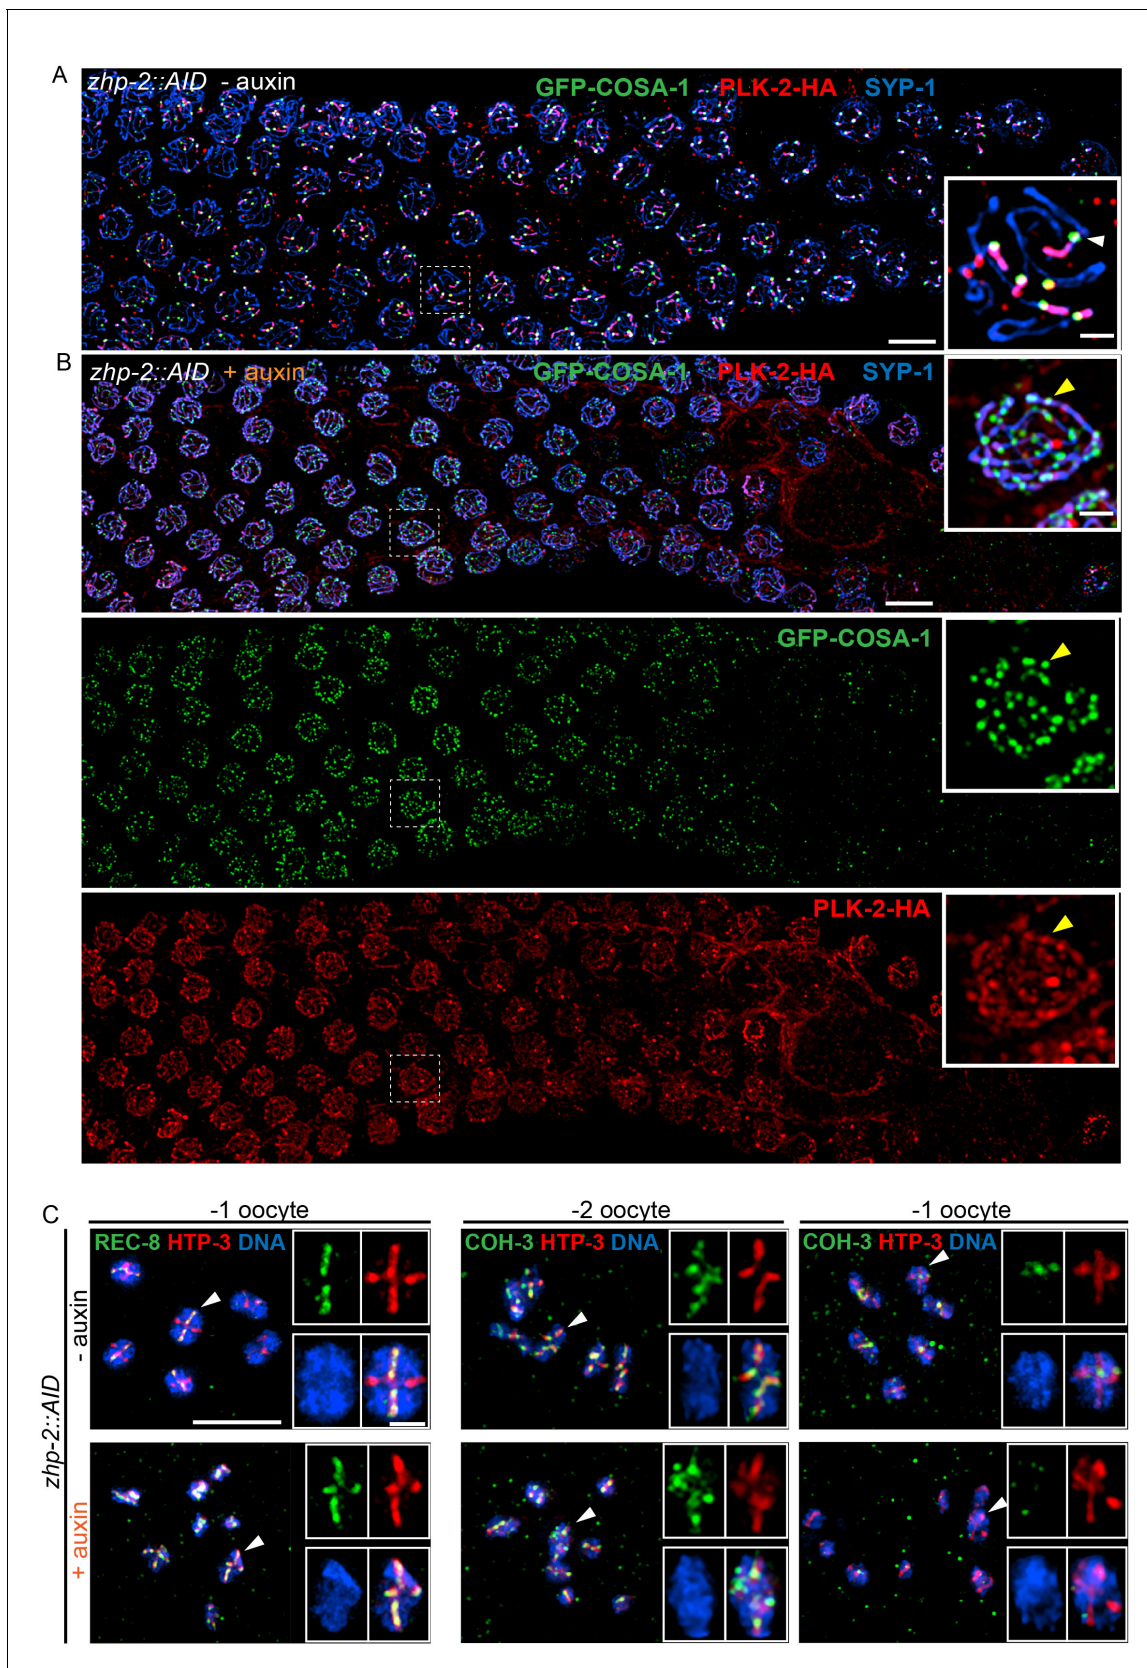 A
zhp-2::AID - auxin GFP-COSA-1 PLK-2-HA SYP-1
B
zhp-2::AID + auxin GFP-COSA-1 PLK-2-HA SYP-1
GFP-COSA-1
PLK-2-HA
C
-1 oocyte -2 oocyte -1 oocyte
zhp-2::AID
- auxin
REC-8 HTP-3 DNA COH-3 HTP-3 DNA COH-3 HTP-3 DNA
+ auxin